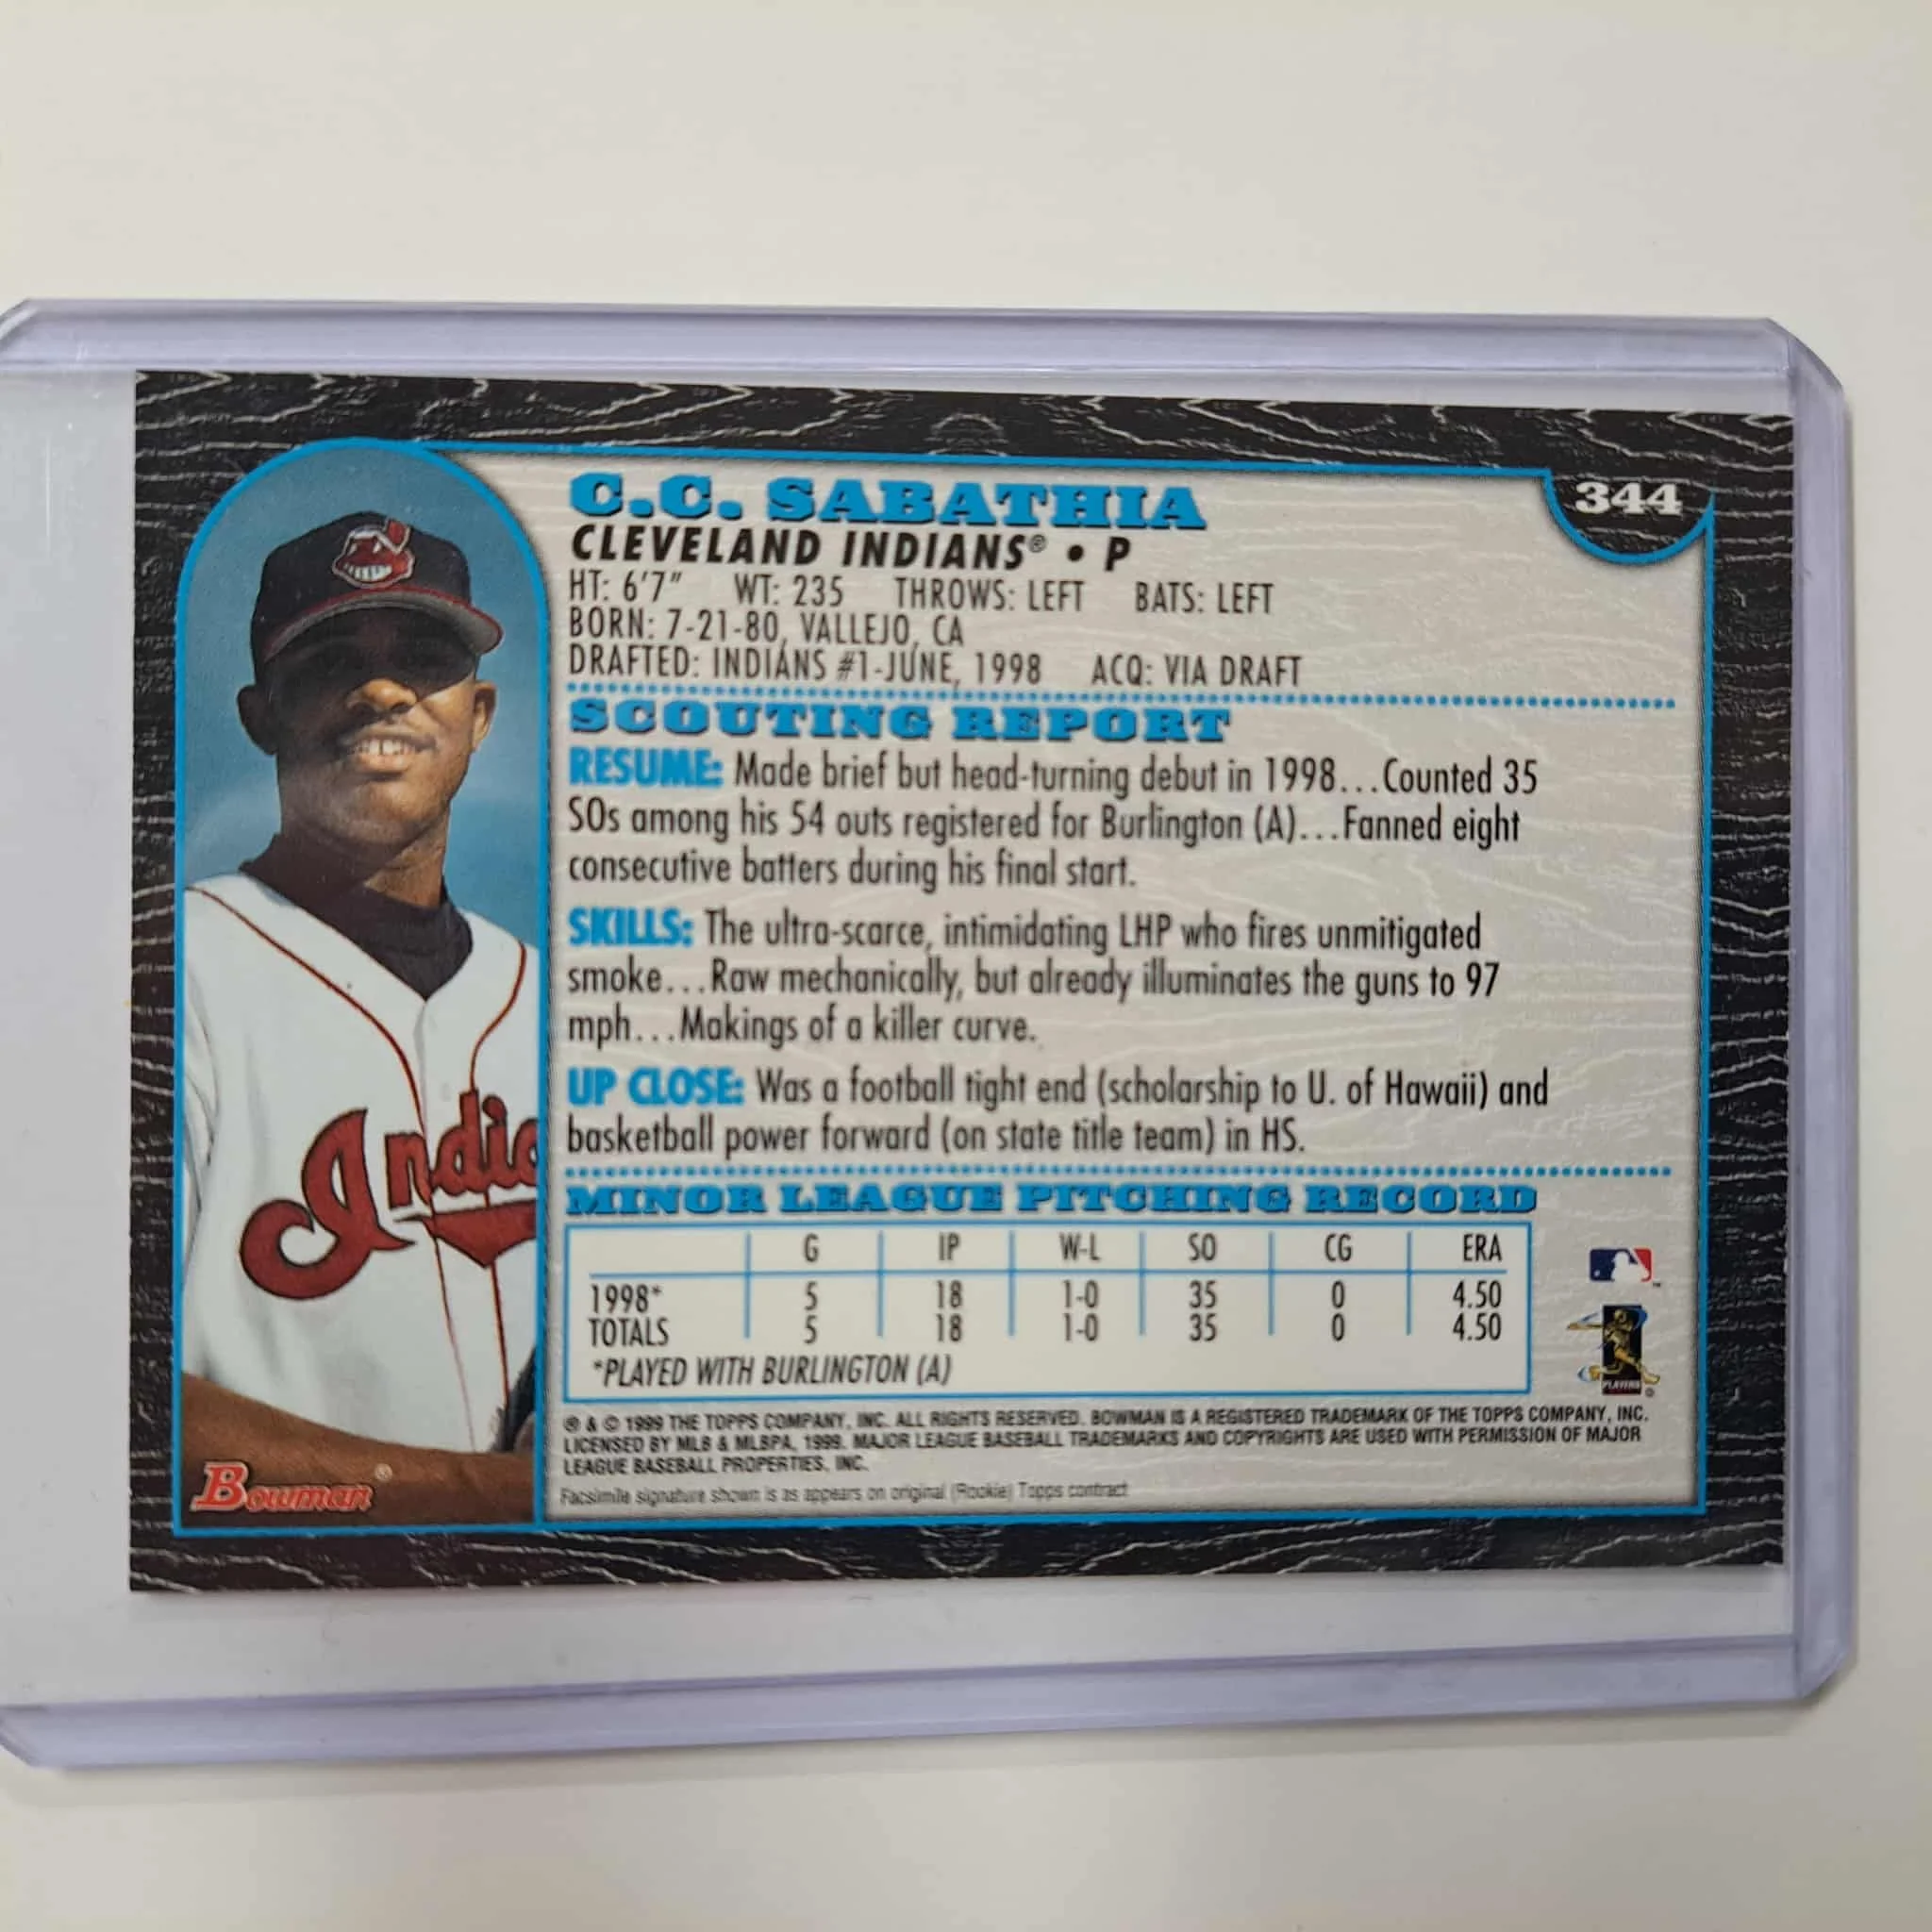 C.C. SABATHIA
344
CLEVELAND INDIANS® • P
HT: 6'7" WT: 235 THROWS: LEFT BATS: LEFT
BORN: 7-21-80, VALLEJO, CA
DRAFTED: INDIANS #1-JUNE, 1998 ACQ: VIA DRAFT
SCOUTING REPORT
RESUME: Made brief but head-turning debut in 1998...Counted 35
SOs among his 54 outs registered for Burlington (A)...Fanned eight
consecutive batters during his final start.
SKILLS: The ultra-scarce, intimidating LHP who fires unmitigated
smoke...Raw mechanically, but already illuminates the guns to 97
mph...Makings of a killer curve.
UP CLOSE: Was a football tight end (scholarship to U. of Hawaii) and
basketball power forward (on state title team) in HS.
MINOR LEAGUE PITCHING RECORD
G IP W-L SO CG ERA
1998* 5 18 1-0 35 0 4.50
TOTALS 5 18 1-0 35 0 4.50
*PLAYED WITH BURLINGTON (A)
® & © 1999 THE TOPPS COMPANY, INC. ALL RIGHTS RESERVED. BOWMAN IS A REGISTERED TRADEMARK OF THE TOPPS COMPANY, INC.
LICENSED BY MLB & MLBPA, 1999. MAJOR LEAGUE BASEBALL TRADEMARKS AND COPYRIGHTS ARE USED WITH PERMISSION OF MAJOR
LEAGUE BASEBALL PROPERTIES, INC.
Facsimile signature shown is as appears on original (Rookie) Topps contract
Indic
Bowman®
PLAYERS